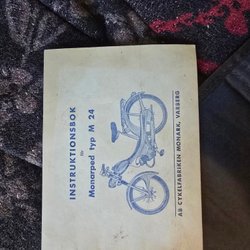 INSTRUKTIONSBOK
för
Monarped typ M 24
AB CYKELFABRIKEN MONARK, VARBERG